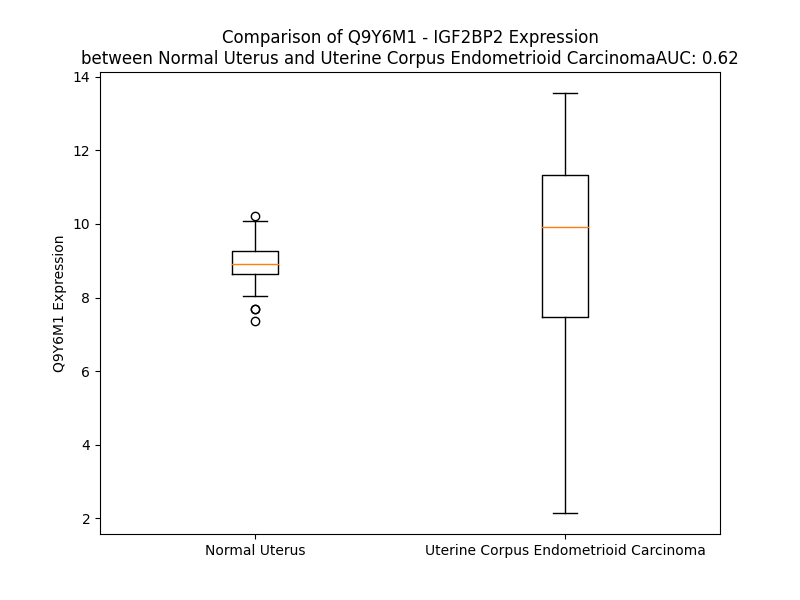 Comparison of Q9Y6M1 - IGF2BP2 Expression
between Normal Uterus and Uterine Corpus Endometrioid CarcinomaAUC: 0.62
14
12
10
8
6
4
2
Q9Y6M1 Expression
Normal Uterus
Uterine Corpus Endometrioid Carcinoma